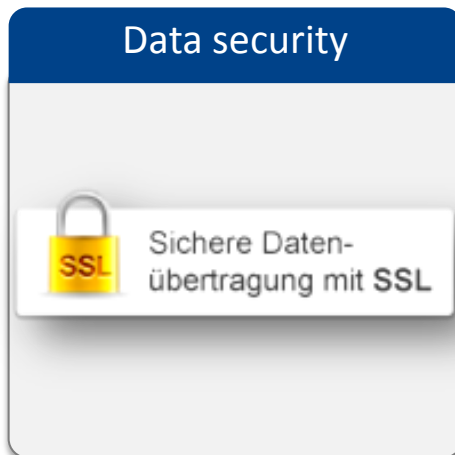 Data security
SSL
Sichere Daten-
übertragung mit SSL